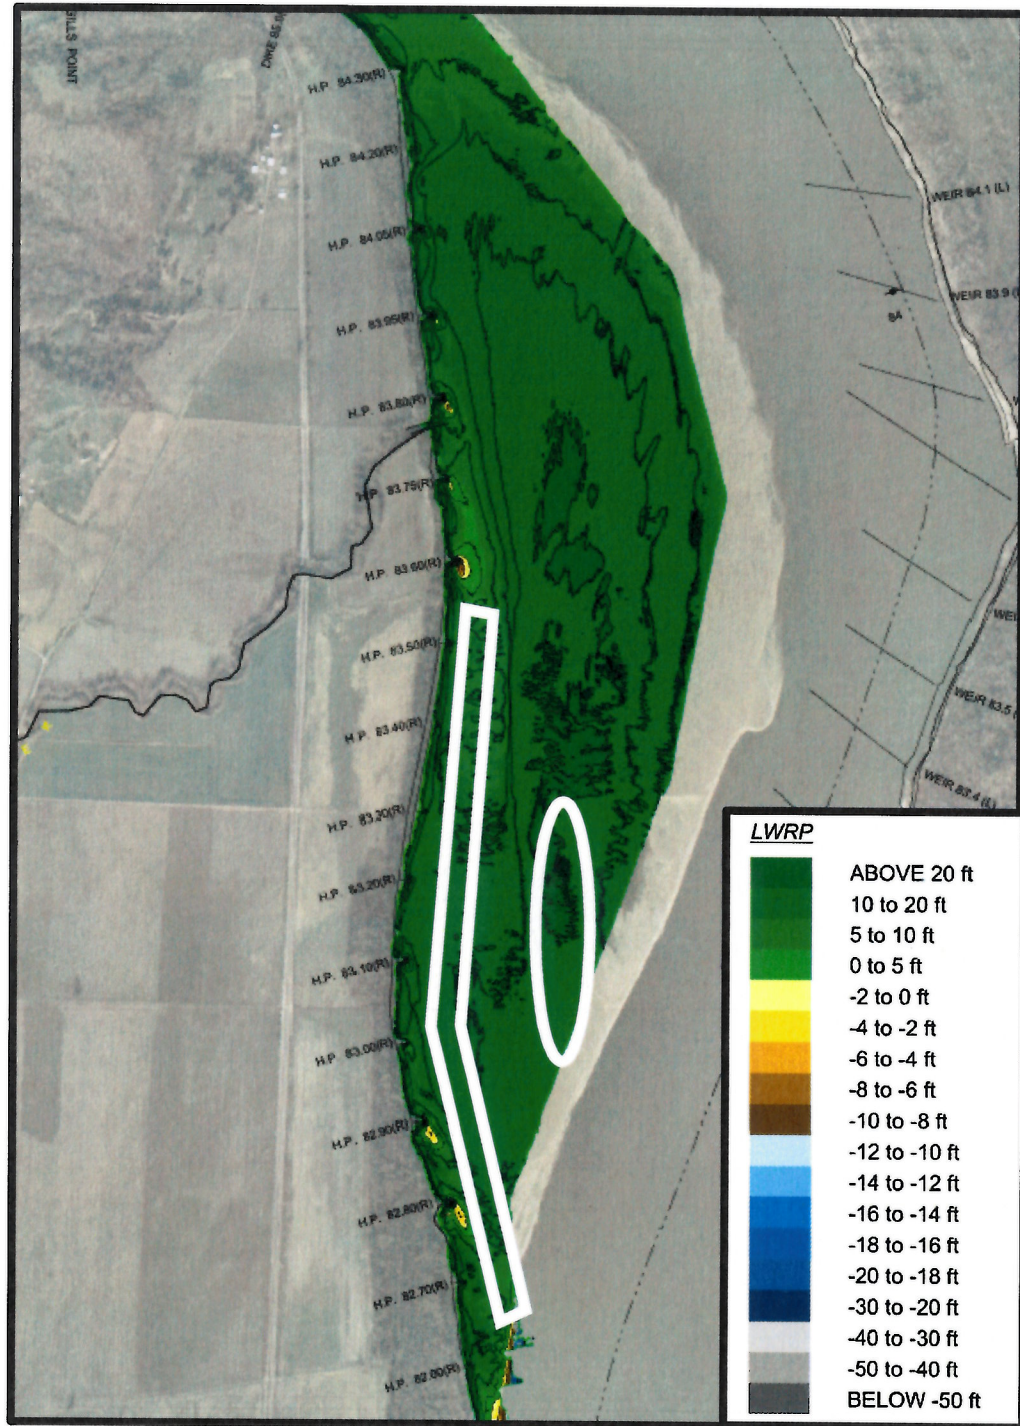 BILLS POINT
H.P. 84.30(R)
H.P. 84.20(R)
H.P. 84.05(R)
H.P. 83.95(R)
H.P. 83.80(R)
H.P. 83.75(R)
H.P. 83.60(R)
H.P. 83.50(R)
H.P. 83.40(R)
H.P. 83.20(R)
H.P. 83.20(R)
H.P. 83.10(R)
H.P. 83.00(R)
H.P. 82.90(R)
H.P. 82.80(R)
H.P. 82.70(R)
H.P. 82.60(R)
WEIR 84.1 (L)
WEIR 83.9 (L
84
W
WEI
WEIR 83.5 (
WEIR 83.4 (L)
LWRP
ABOVE 20 ft
10 to 20 ft
5 to 10 ft
0 to 5 ft
-2 to 0 ft
-4 to -2 ft
-6 to -4 ft
-8 to -6 ft
-10 to -8 ft
-12 to -10 ft
-14 to -12 ft
-16 to -14 ft
-18 to -16 ft
-20 to -18 ft
-30 to -20 ft
-40 to -30 ft
-50 to -40 ft
BELOW -50 ft